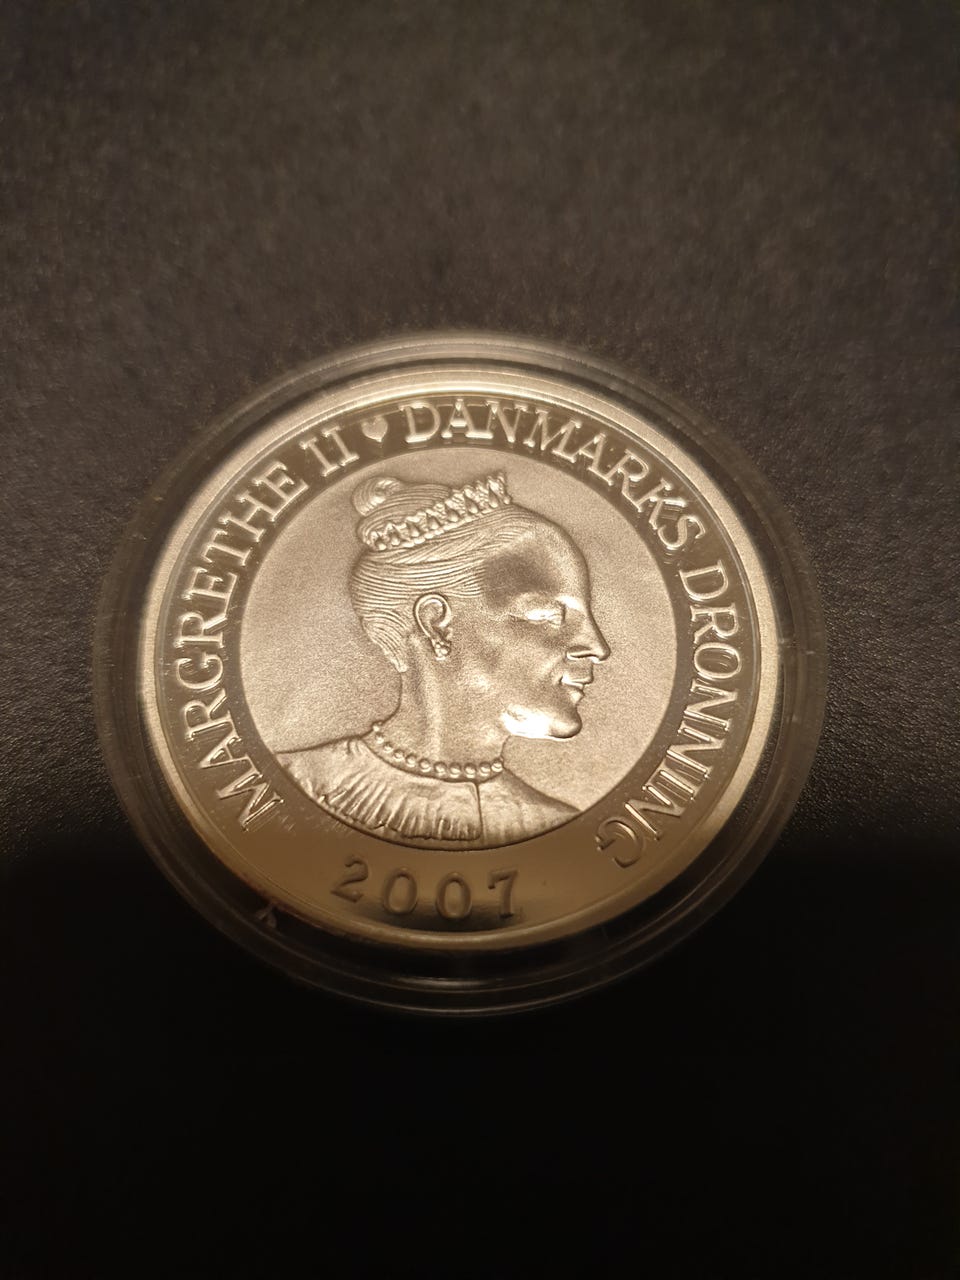 MARGRETHE II ♥ DANMARKS DRONNING
2007